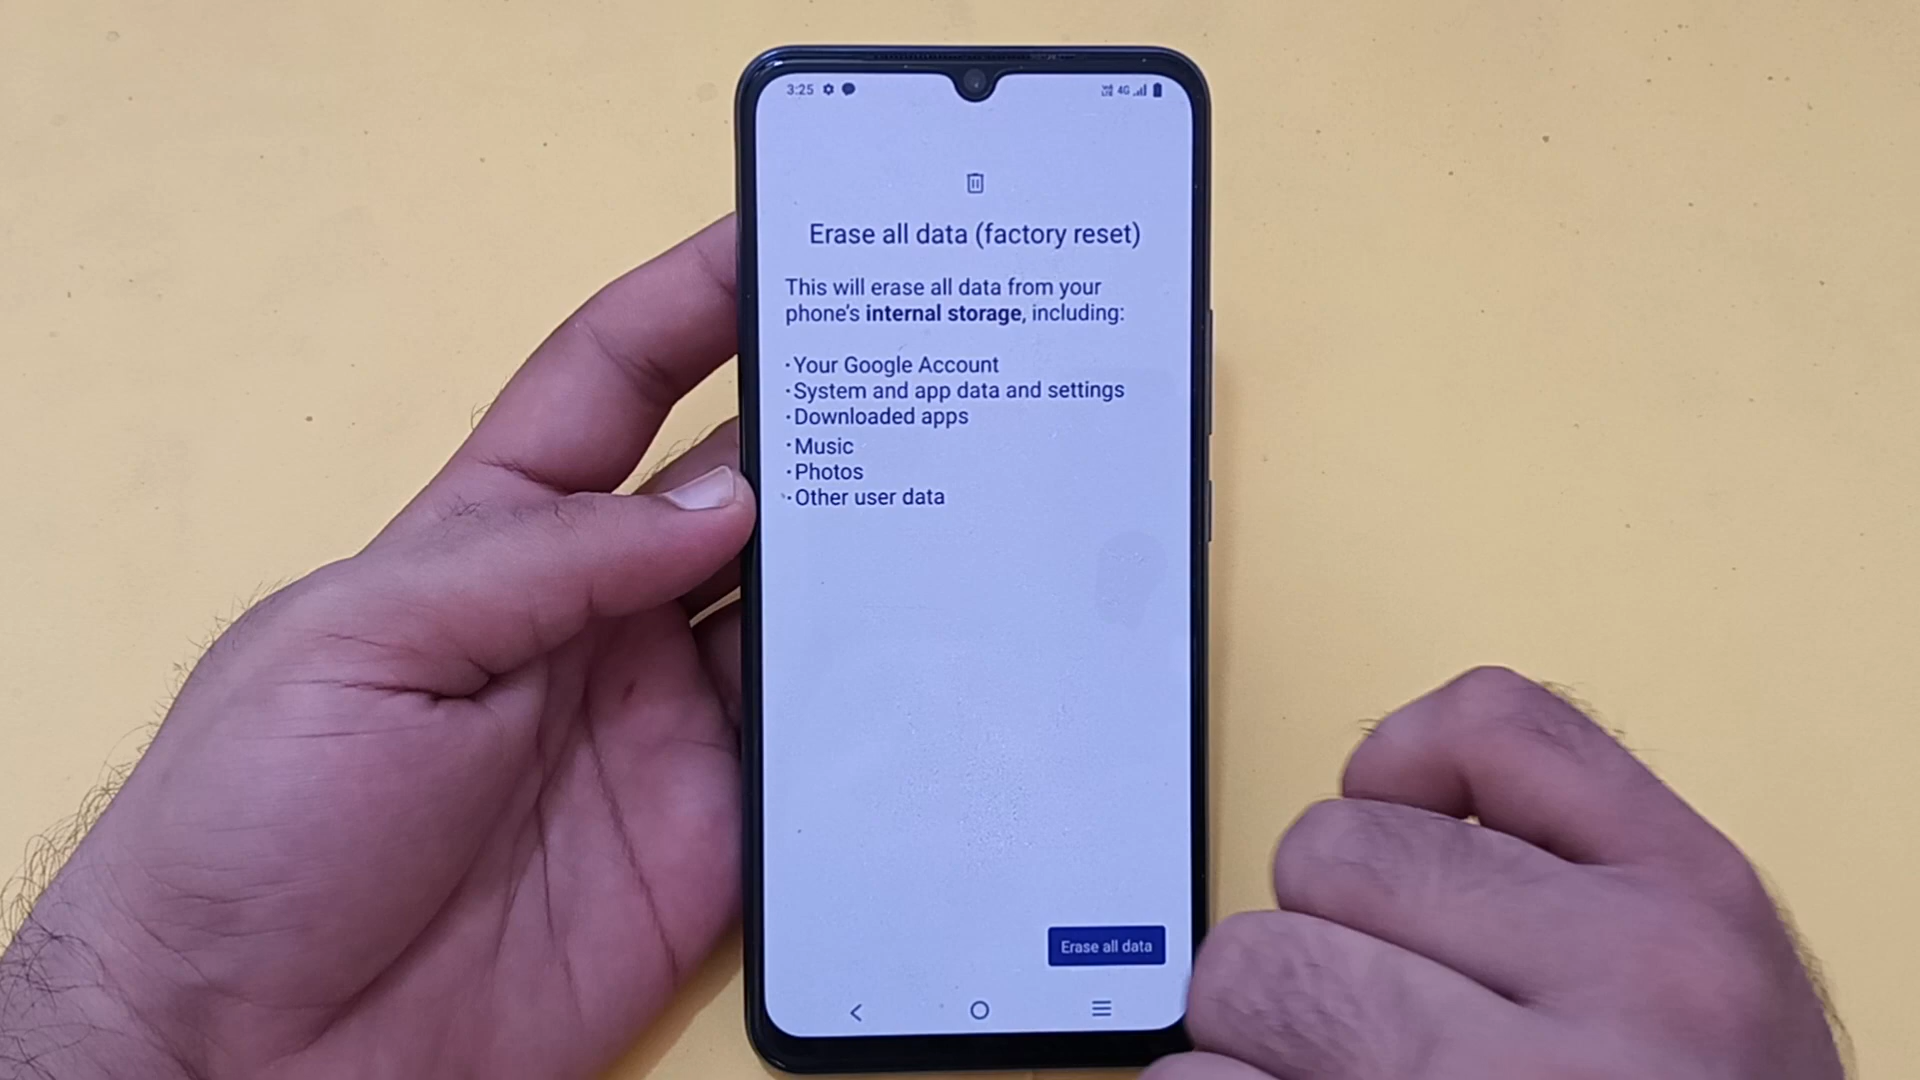 3:25 4G
Erase all data (factory reset)
This will erase all data from your
phone's internal storage, including:
·Your Google Account
·System and app data and settings
·Downloaded apps
·Music
·Photos
·Other user data
Erase all data